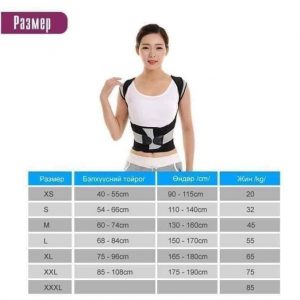 Размер
Размер Бэлхүүсний тойрог Өндөр /cm/ Жин /kg/
XS 40 - 55cm 90 - 115cm 20
S 54 - 66cm 110 - 140cm 32
M 60 - 74cm 130 - 160cm 45
L 68 - 84cm 150 - 170cm 55
XL 75 - 96cm 165 - 180cm 65
XXL 85 - 108cm 175 - 190cm 75
XXXL 85